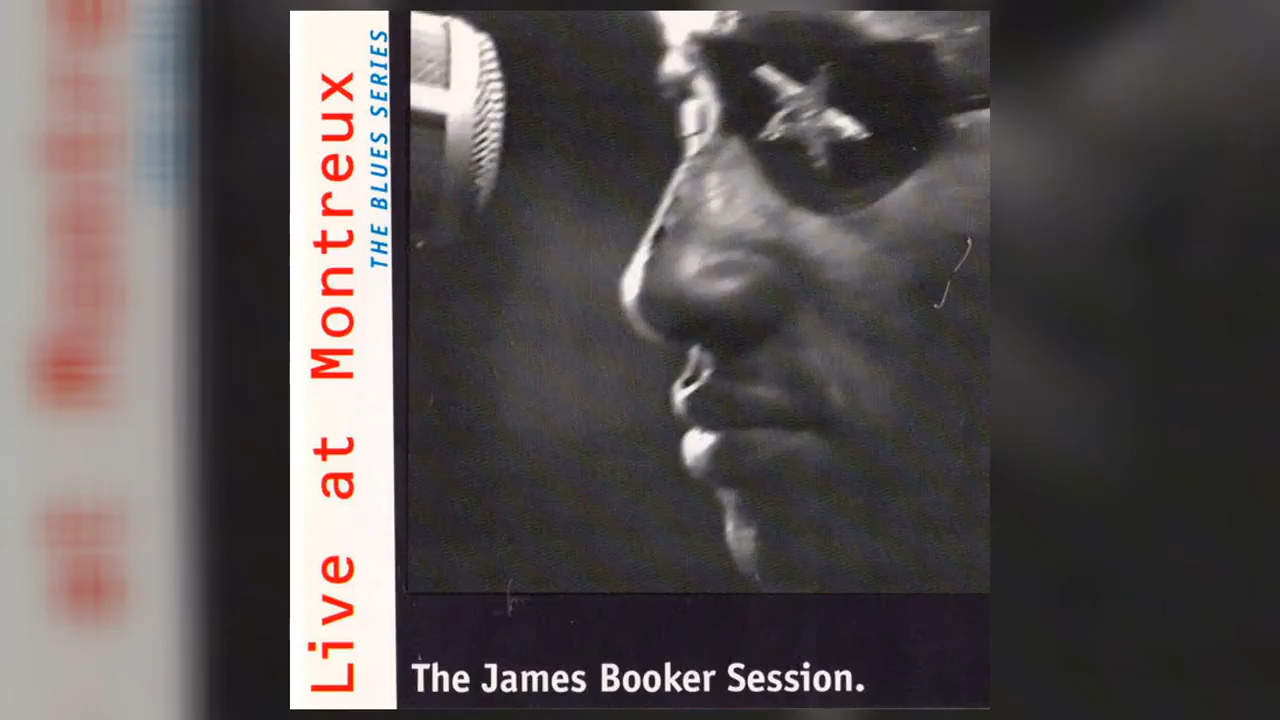 Live at Montreux
THE BLUES SERIES
The James Booker Session.